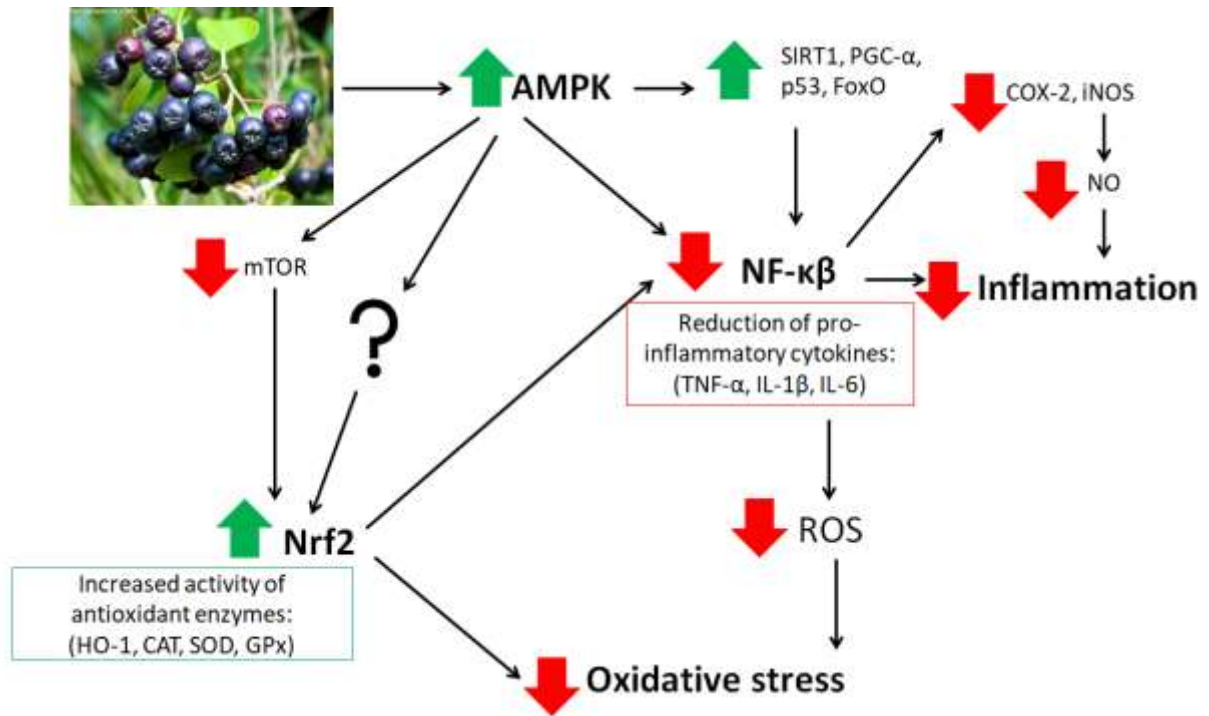 AMPK
SIRT1, PGC-α,
p53, FoxO
COX-2, iNOS
NO
mTOR
NF-κβ
Inflammation
Reduction of pro-
inflammatory cytokines:
(TNF-α, IL-1β, IL-6)
?
Nrf2
ROS
Increased activity of
antioxidant enzymes:
(HO-1, CAT, SOD, GPx)
Oxidative stress